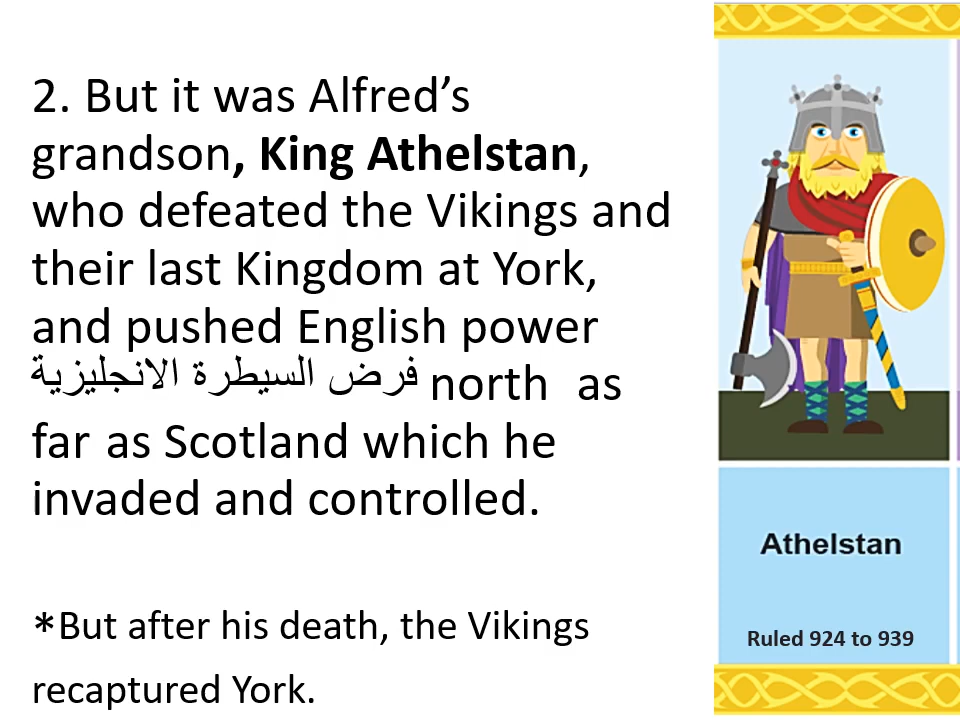 2. But it was Alfred’s
grandson, King Athelstan,
who defeated the Vikings and
their last Kingdom at York,
and pushed English power
فرض السيطرة الانجليزية north as
far as Scotland which he
invaded and controlled.
*But after his death, the Vikings
recaptured York.
Athelstan
Ruled 924 to 939